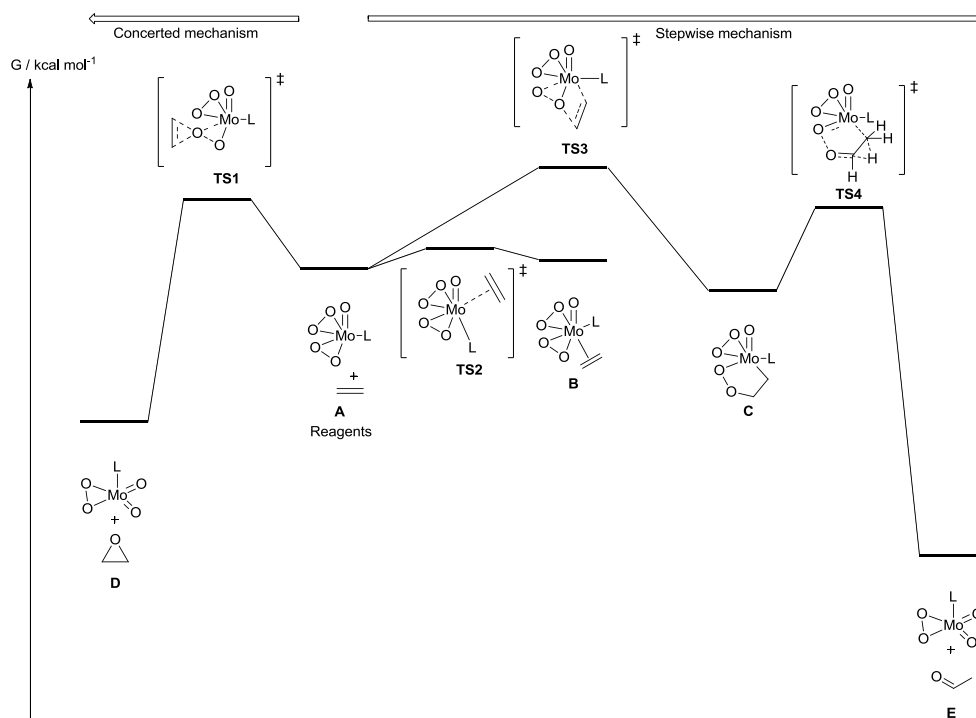 Concerted mechanism
Stepwise mechanism
G / kcal mol⁻¹
O
O
O
Mo
L
O
O
‡
TS1
O
O
O
Mo
L
O
O
‡
TS3
O
O
O
Mo
L
O
O
H
H
H
H
‡
TS4
O
O
O
Mo
L
O
O
+
A
Reagents
O
O
O
Mo
O
O
L
‡
TS2
O
O
O
L
Mo
O
O
B
O
O
O
Mo
L
O
O
C
L
O
O
Mo
O
O
+
O
D
L
O
O
Mo
O
O
+
O
E